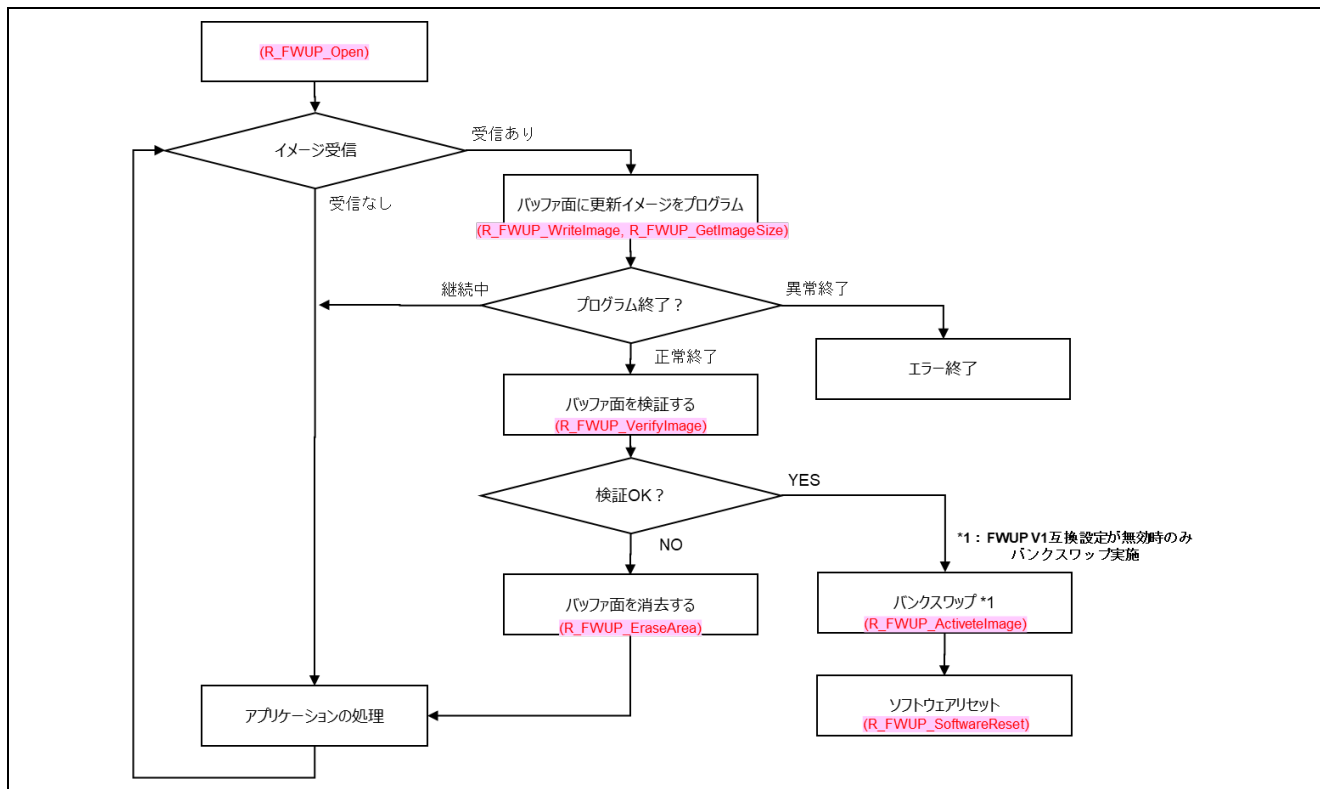 (R_FWUP_Open)
イメージ受信
受信あり
受信なし
バッファ面に更新イメージをプログラム
(R_FWUP_WriteImage, R_FWUP_GetImageSize)
継続中
プログラム終了？
異常終了
正常終了
エラー終了
バッファ面を検証する
(R_FWUP_VerifyImage)
検証OK？
YES
NO
*1：FWUP V1互換設定が無効時のみ
バンクスワップ実施
バッファ面を消去する
(R_FWUP_EraseArea)
バンクスワップ *1
(R_FWUP_ActiveteImage)
アプリケーションの処理
ソフトウェアリセット
(R_FWUP_SoftwareReset)